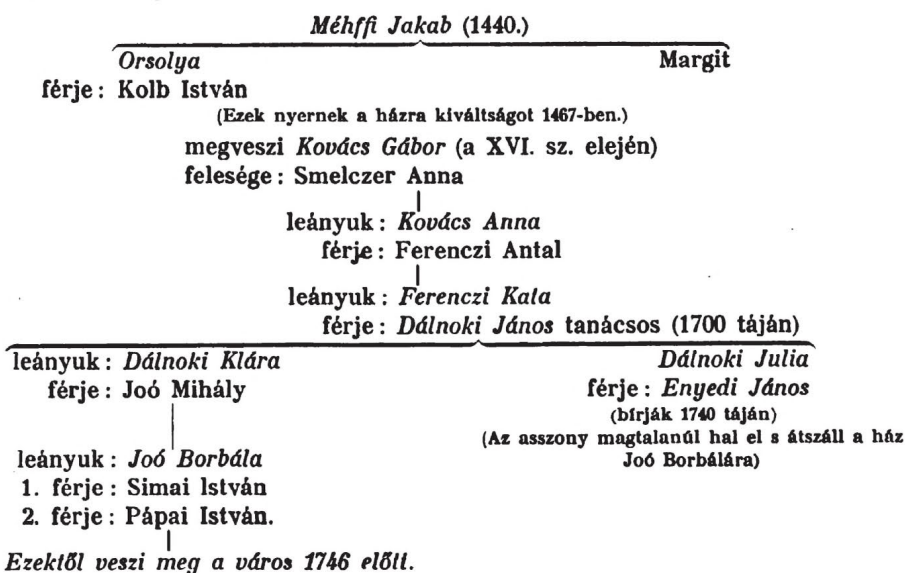 Méhffi Jakab (1440.)
Orsolya Margit
férje: Kolb István
(Ezek nyernek a házra kiváltságot 1467-ben.)
megveszi Kovács Gábor (a XVI. sz. elején)
felesége: Smelczer Anna
leányuk: Kovács Anna
férje: Ferenczi Antal
leányuk: Ferenczi Kata
férje: Dálnoki János tanácsos (1700 táján)
leányuk: Dálnoki Klára Dálnoki Julia
férje: Joó Mihály férje: Enyedi János
(bírják 1740 táján)
(Az asszony magtalanúl hal el s átszáll a ház
Joó Borbálára)
leányuk: Joó Borbála
1. férje: Simai István
2. férje: Pápai István.
Ezektől veszi meg a város 1746 előtt.